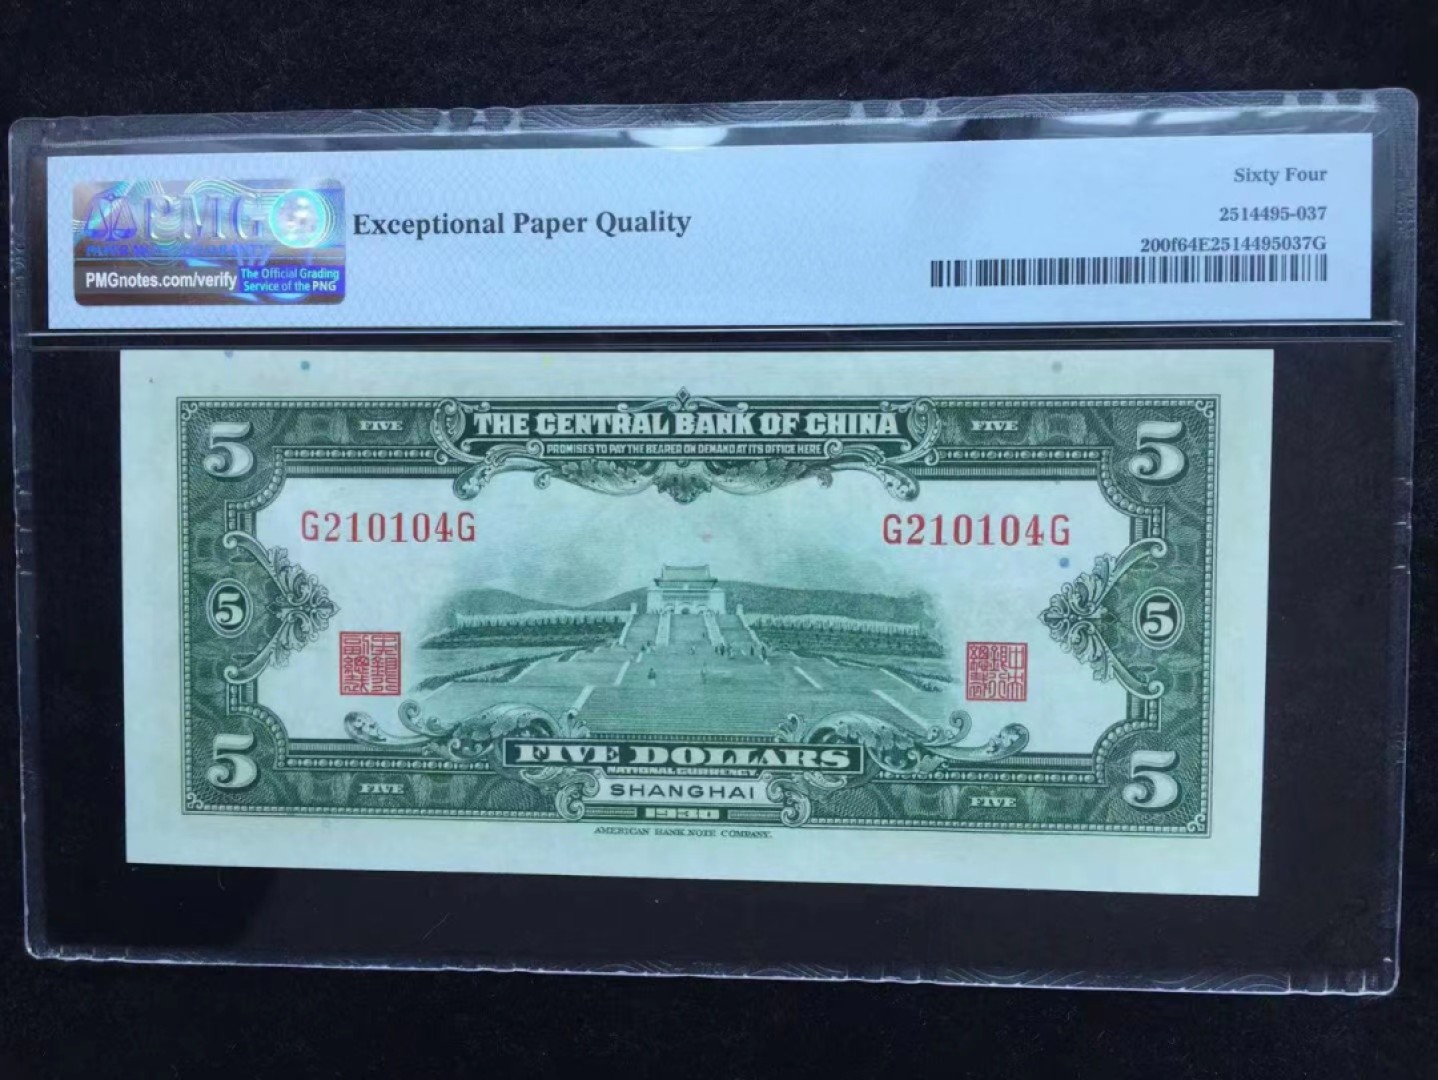 PMG
PMGnotes.com/verify
The Official Grading
Service of the PNG
Exceptional Paper Quality
Sixty Four
2514495-037
200f64E2514495037G
THE CENTRAL BANK OF CHINA
PROMISES TO PAY THE BEARER ON DEMAND AT ITS OFFICE HERE
5 FIVE FIVE 5
G210104G G210104G
5 5
5 FIVE FIVE 5
FIVE DOLLARS
NATIONAL CURRENCY
SHANGHAI
1930
AMERICAN BANK NOTE COMPANY.